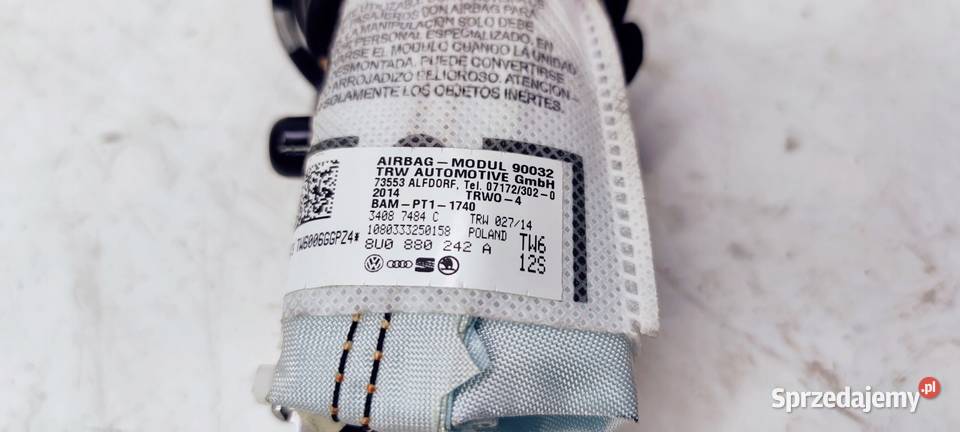 UTILIZADO
PASAJEROS CON AIRBAG PARA
LA MANIPULACION SOLO DEBE
PERSONAL ESPECIALIZADO, EN
ARSE EL MODULO CUANDO LA UNIDAD
DESMONTADA, PUEDE CONVERTIRSE
ARROJADIZO PELIGROSO. ATENCION-
SOLAMENTE LOS OBJETOS INERTES.
AIRBAG-MODUL 90032
TRW AUTOMOTIVE GmbH
73553 ALFDORF, Tel. 07172/302-0
2014 TRWO-4
BAM-PT1-1740
3408 7484 C TRW 027/14
1080333250158 POLAND TW6
TW6006GGPZ4* 8U0 880 242 A 12S
Sprzedajemy.pl